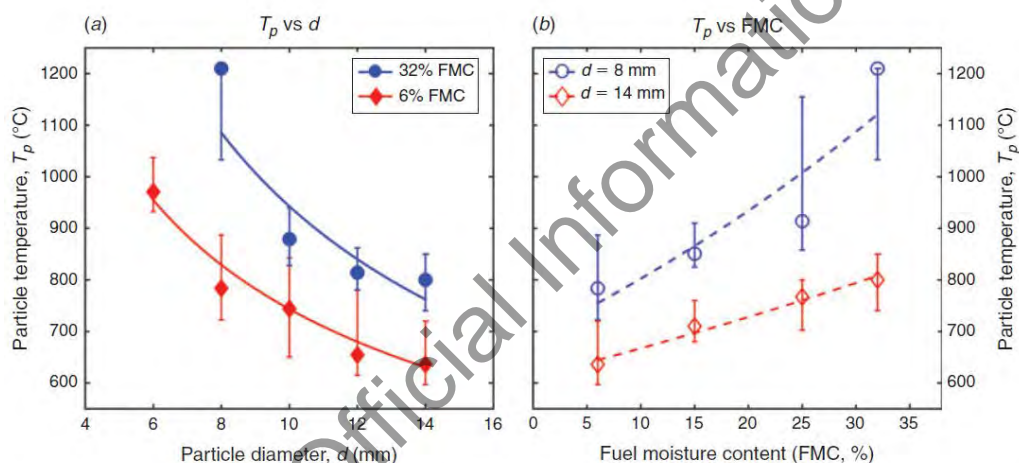 (a) Tp vs d
32% FMC
6% FMC
Particle temperature, Tp (°C)
1200
1100
1000
900
800
700
600
4 6 8 10 12 14 16
Particle diameter, d (mm)
(b) Tp vs FMC
d = 8 mm
d = 14 mm
1200
1100
1000
900
800
700
600
Particle temperature, Tp (°C)
0 5 10 15 20 25 30 35
Fuel moisture content (FMC, %)
Official Information